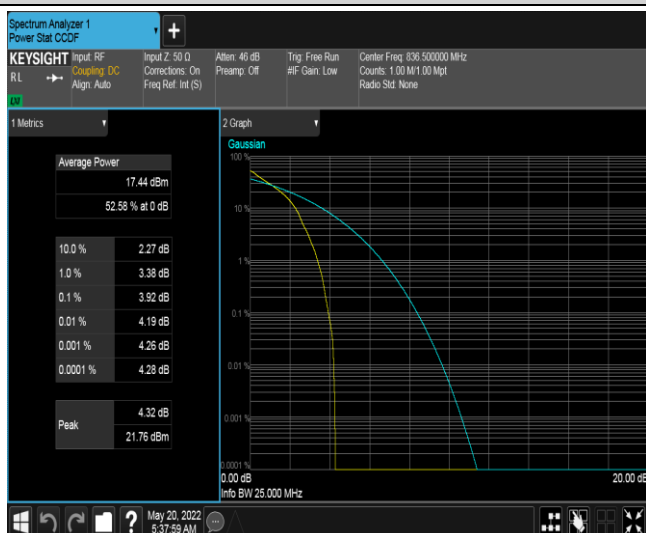 Spectrum Analyzer 1
Power Stat CCDF
KEYSIGHT
RL
Input: RF
Coupling: DC
Align: Auto
Input Z: 50 Ω
Corrections: On
Freq Ref: Int (S)
Atten: 46 dB
Preamp: Off
Trig: Free Run
#IF Gain: Low
Center Freq: 836.500000 MHz
Counts: 1.00 M/1.00 Mpt
Radio Std: None
1 Metrics
Average Power
17.44 dBm
52.58 % at 0 dB
10.0 % 2.27 dB
1.0 % 3.38 dB
0.1 % 3.92 dB
0.01 % 4.19 dB
0.001 % 4.26 dB
0.0001 % 4.28 dB
Peak
4.32 dB
21.76 dBm
2 Graph
Gaussian
100 %
10 %
1 %
0.1 %
0.01 %
0.001 %
0.0001 %
0.00 dB
20.00 dB
Info BW 25.000 MHz
May 20, 2022
5:37:59 AM